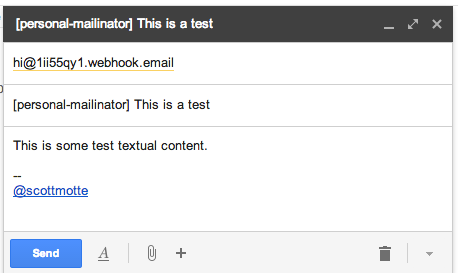 [personal-mailinator] This is a test
hi@1ii55qy1.webhook.email
[personal-mailinator] This is a test
This is some test textual content.
--
@scottmotte
Send
A